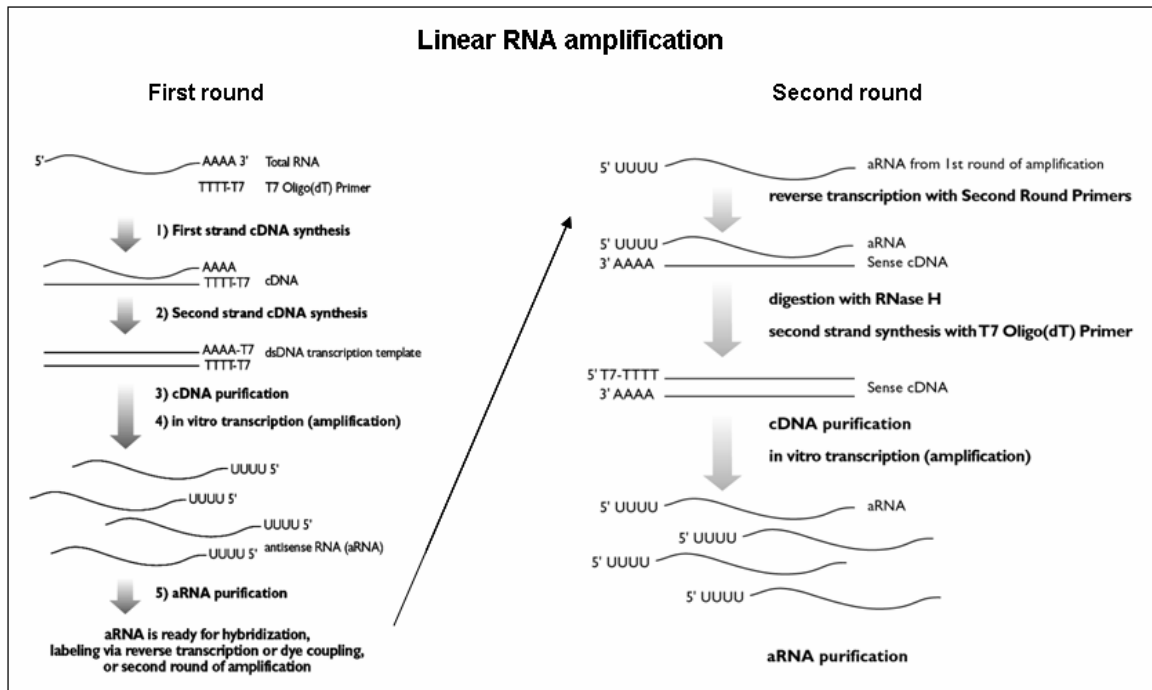 Linear RNA amplification
First round
5'
AAAA 3' Total RNA
TTTT-T7 T7 Oligo(dT) Primer
1) First strand cDNA synthesis
AAAA
TTTT-T7 cDNA
2) Second strand cDNA synthesis
AAAA-T7 dsDNA transcription template
TTTT-T7
3) cDNA purification
4) in vitro transcription (amplification)
UUUU 5'
UUUU 5'
UUUU 5'
UUUU 5' antisense RNA (aRNA)
5) aRNA purification
aRNA is ready for hybridization,
labeling via reverse transcription or dye coupling,
or second round of amplification
Second round
5' UUUU aRNA from 1st round of amplification
reverse transcription with Second Round Primers
5' UUUU aRNA
3' AAAA Sense cDNA
digestion with RNase H
second strand synthesis with T7 Oligo(dT) Primer
5' T7-TTTT
3' AAAA Sense cDNA
cDNA purification
in vitro transcription (amplification)
5' UUUU aRNA
5' UUUU
5' UUUU
5' UUUU
aRNA purification